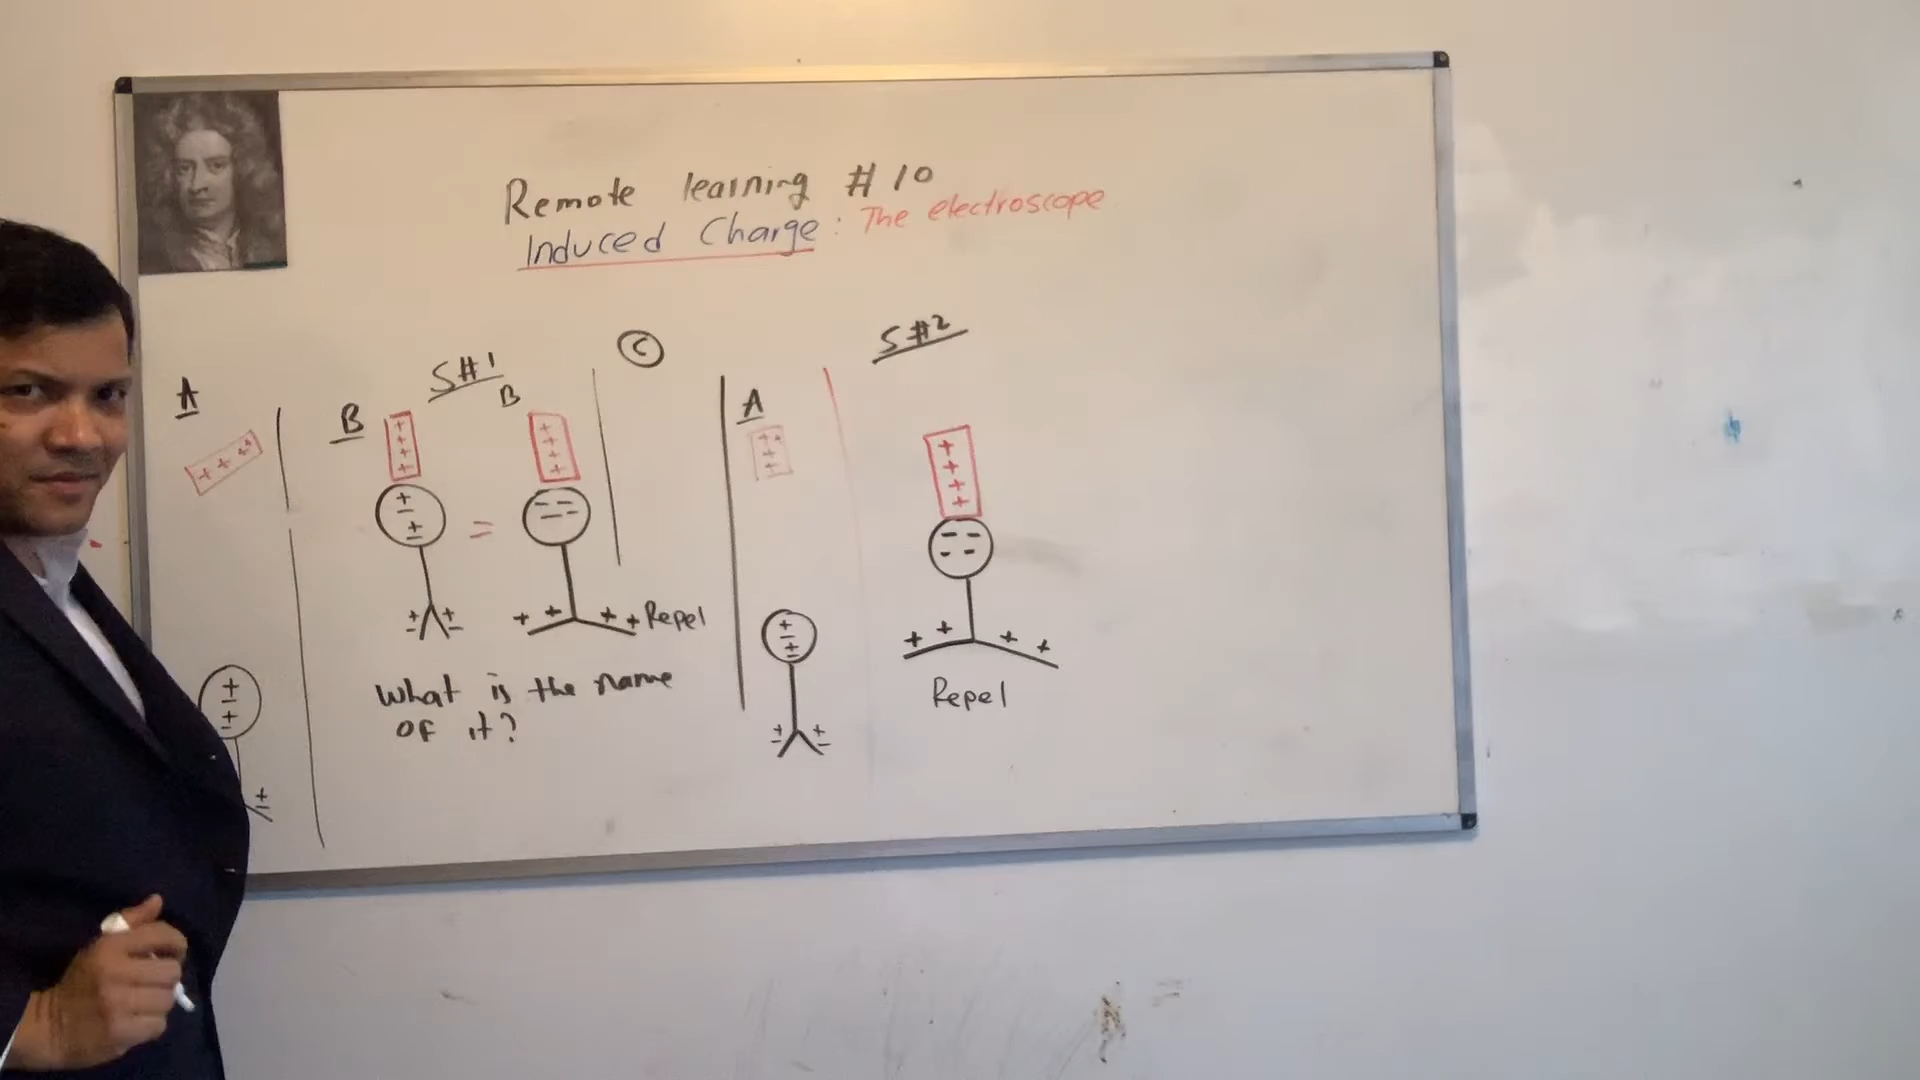 Remote learning #10
Induced Charge: The electroscope
S#1
C
S#2
A
B
B
A
+ + + +
+ + + +
+ + + +
+ + + +
+ + + +
=
+ + + + Repel
What is the name
of it?
+ + + +
Repel